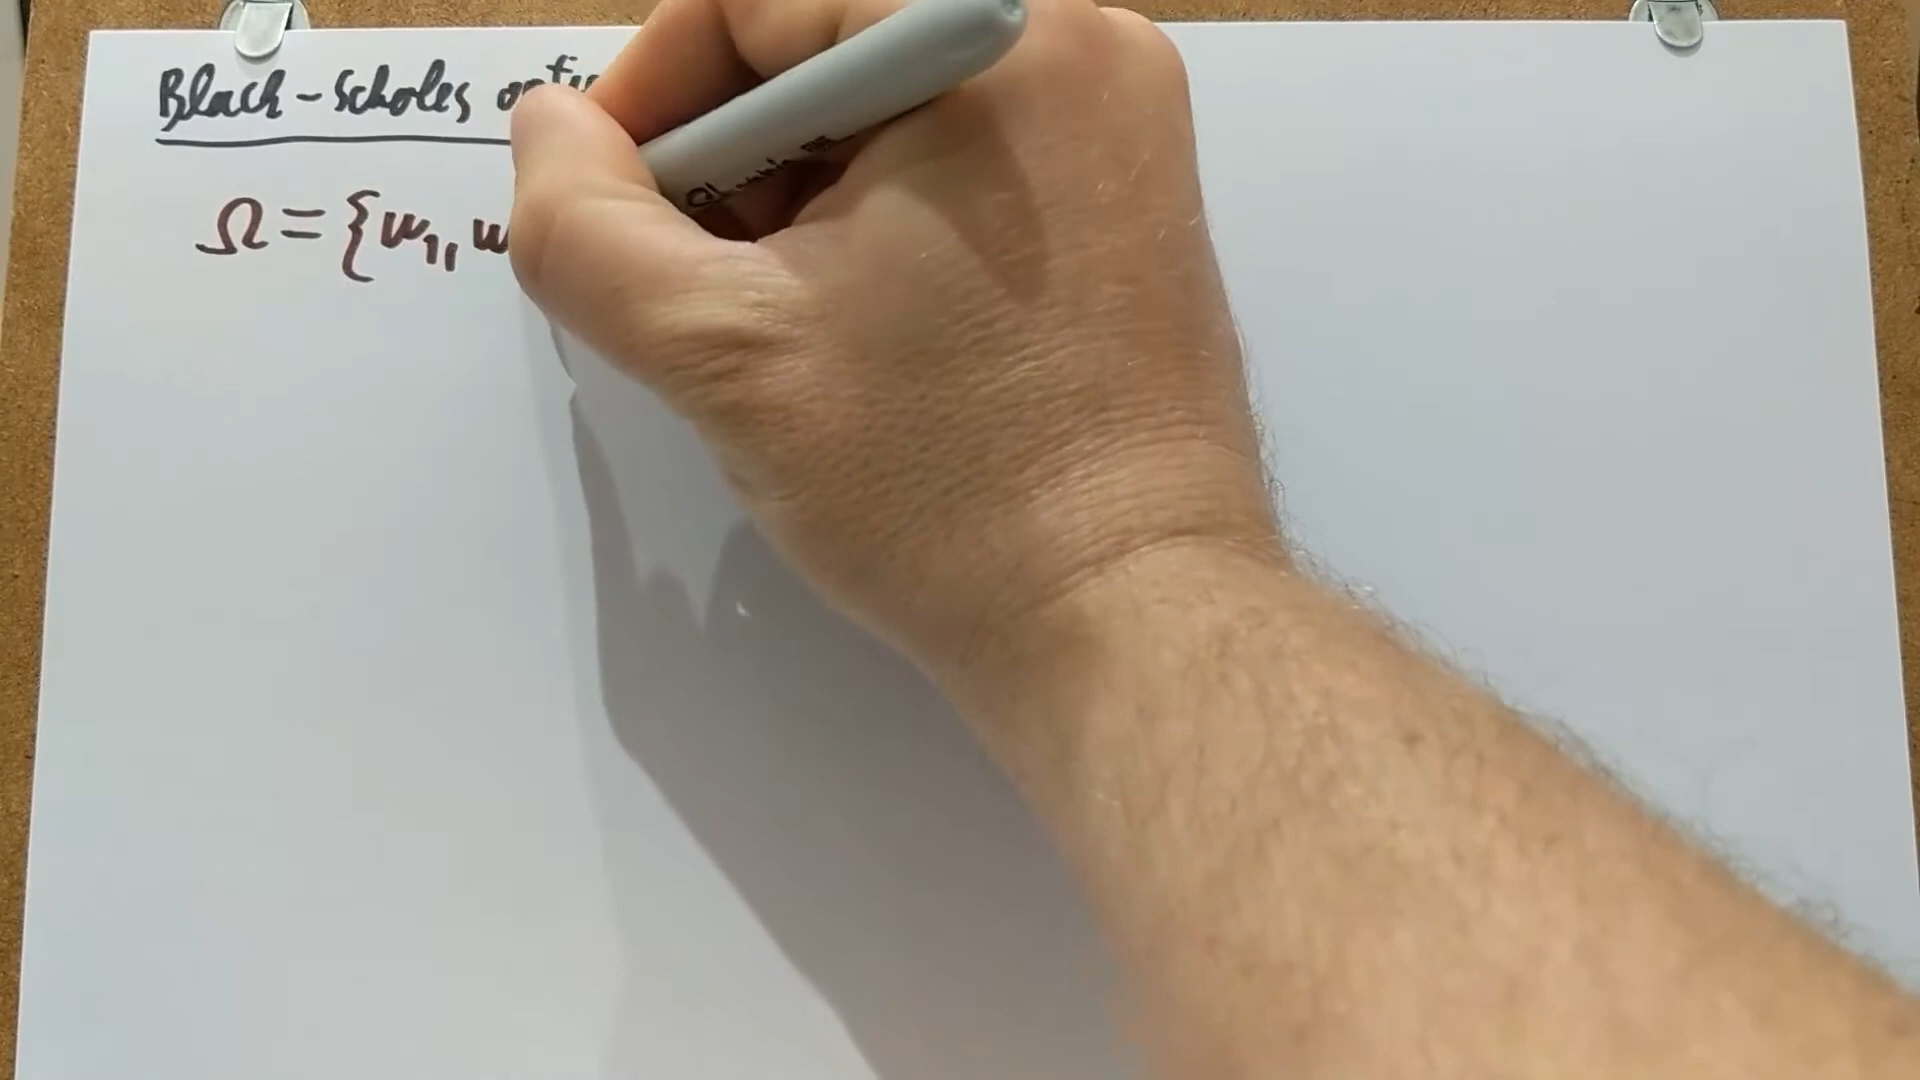 Black-Scholes
Ω = {w₁, w